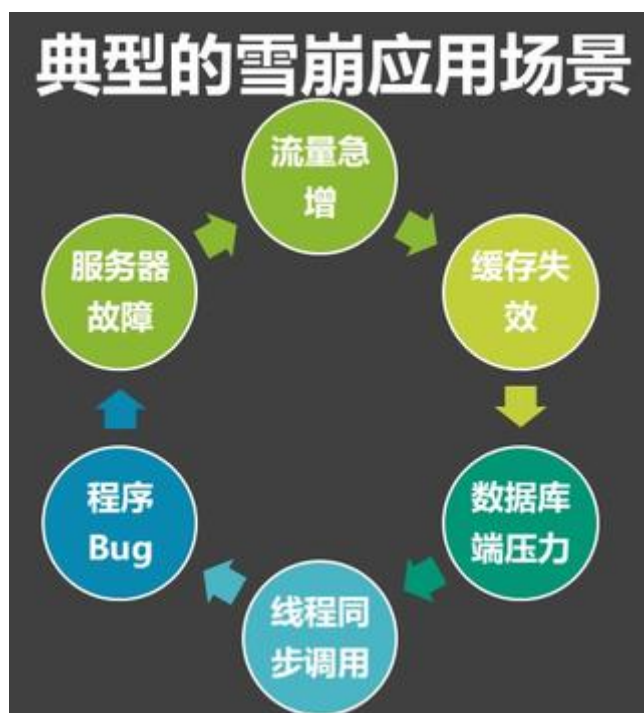 典型的雪崩应用场景
流量急
增
缓存失
效
数据库
端压力
线程同
步调用
程序
Bug
服务器
故障